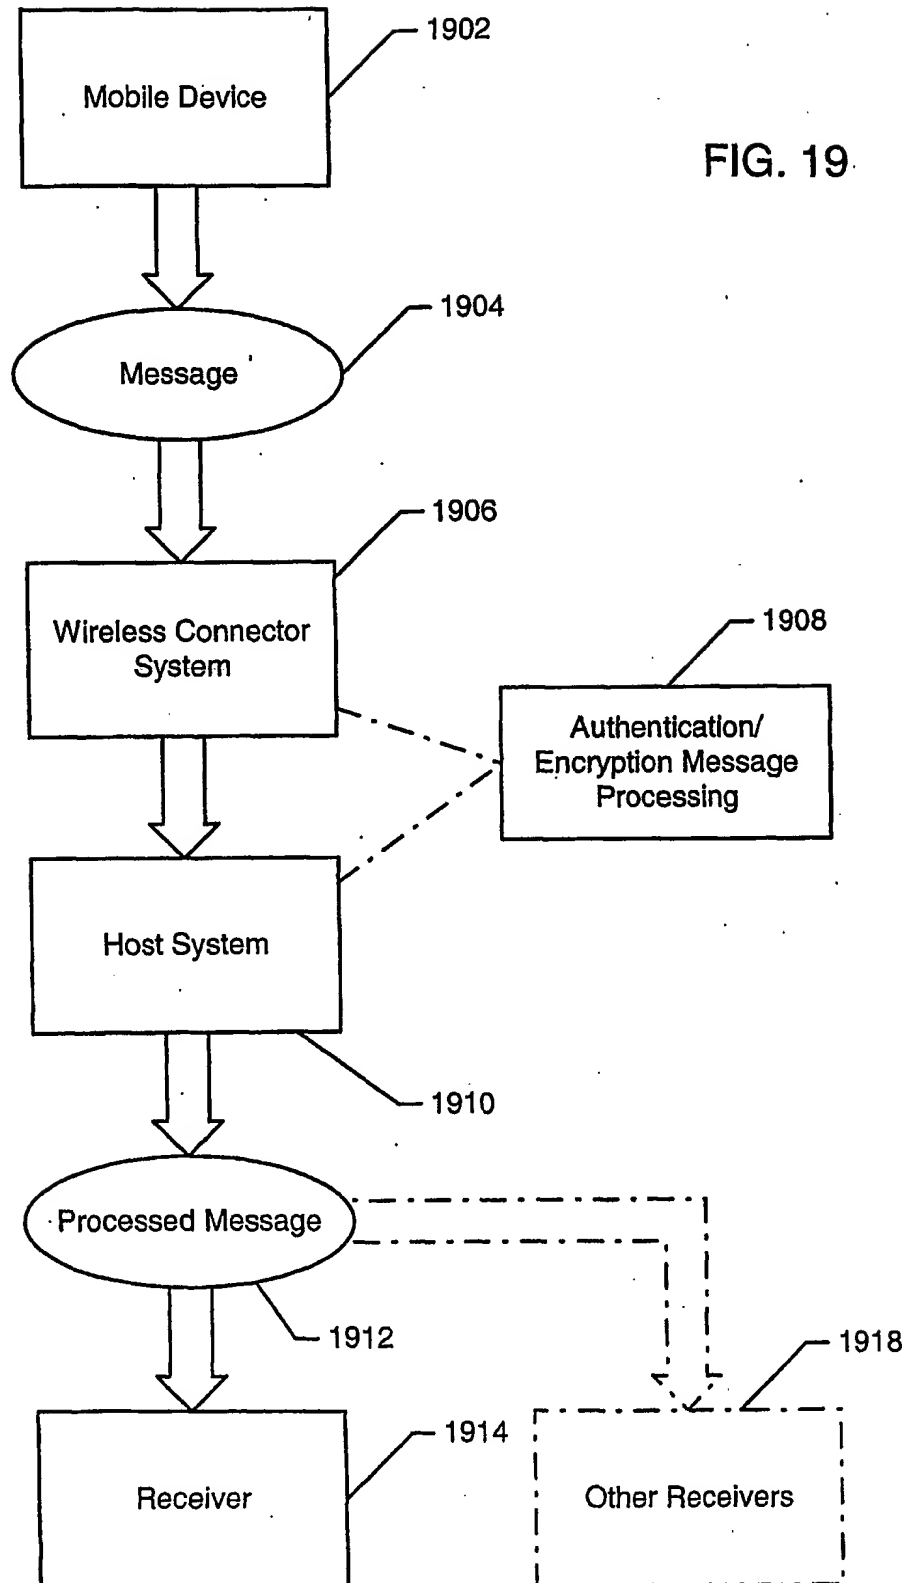 1902
Mobile Device
FIG. 19
1904
Message
1906
Wireless Connector
System
1908
Authentication/
Encryption Message
Processing
Host System
1910
Processed Message
1912
1918
1914
Receiver
Other Receivers